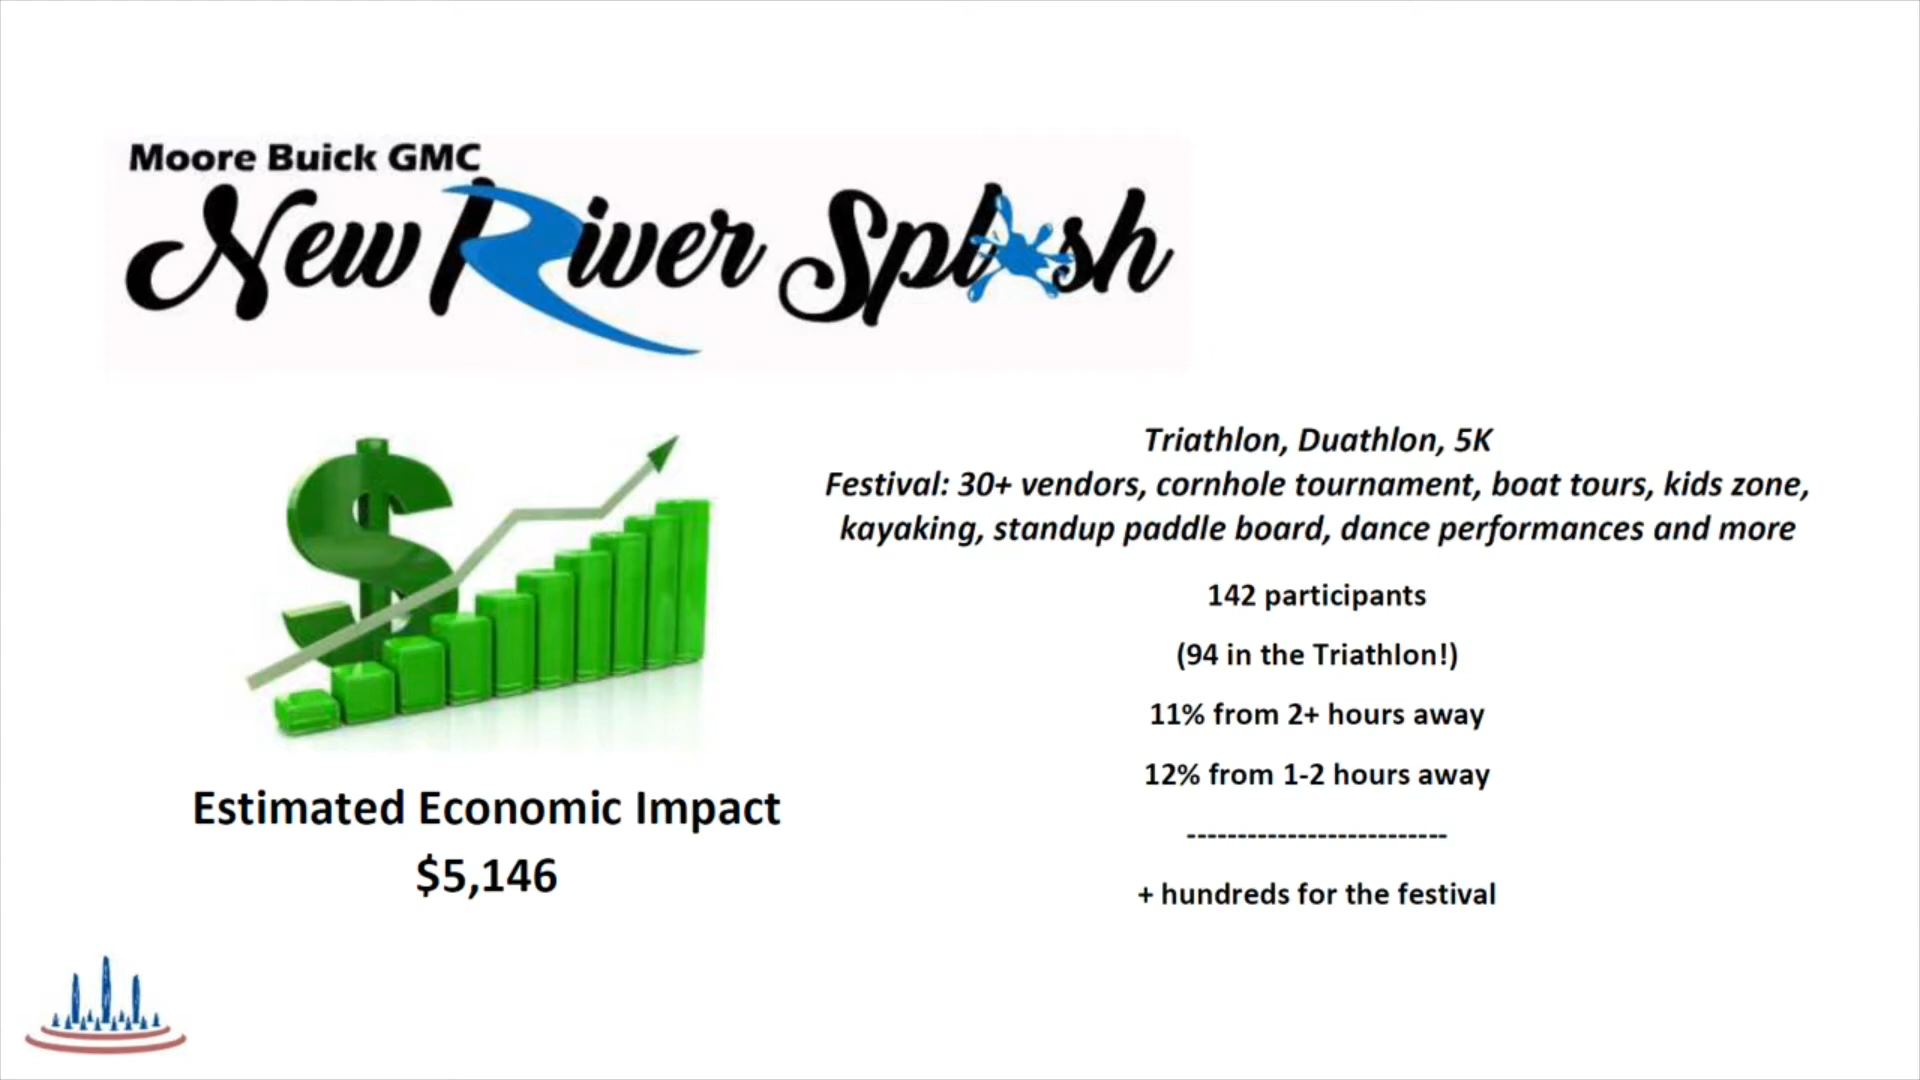 Moore Buick GMC
New River Splash
Triathlon, Duathlon, 5K
Festival: 30+ vendors, cornhole tournament, boat tours, kids zone,
kayaking, standup paddle board, dance performances and more
142 participants
(94 in the Triathlon!)
11% from 2+ hours away
12% from 1-2 hours away
--------------------------
+ hundreds for the festival
$
Estimated Economic Impact
$5,146